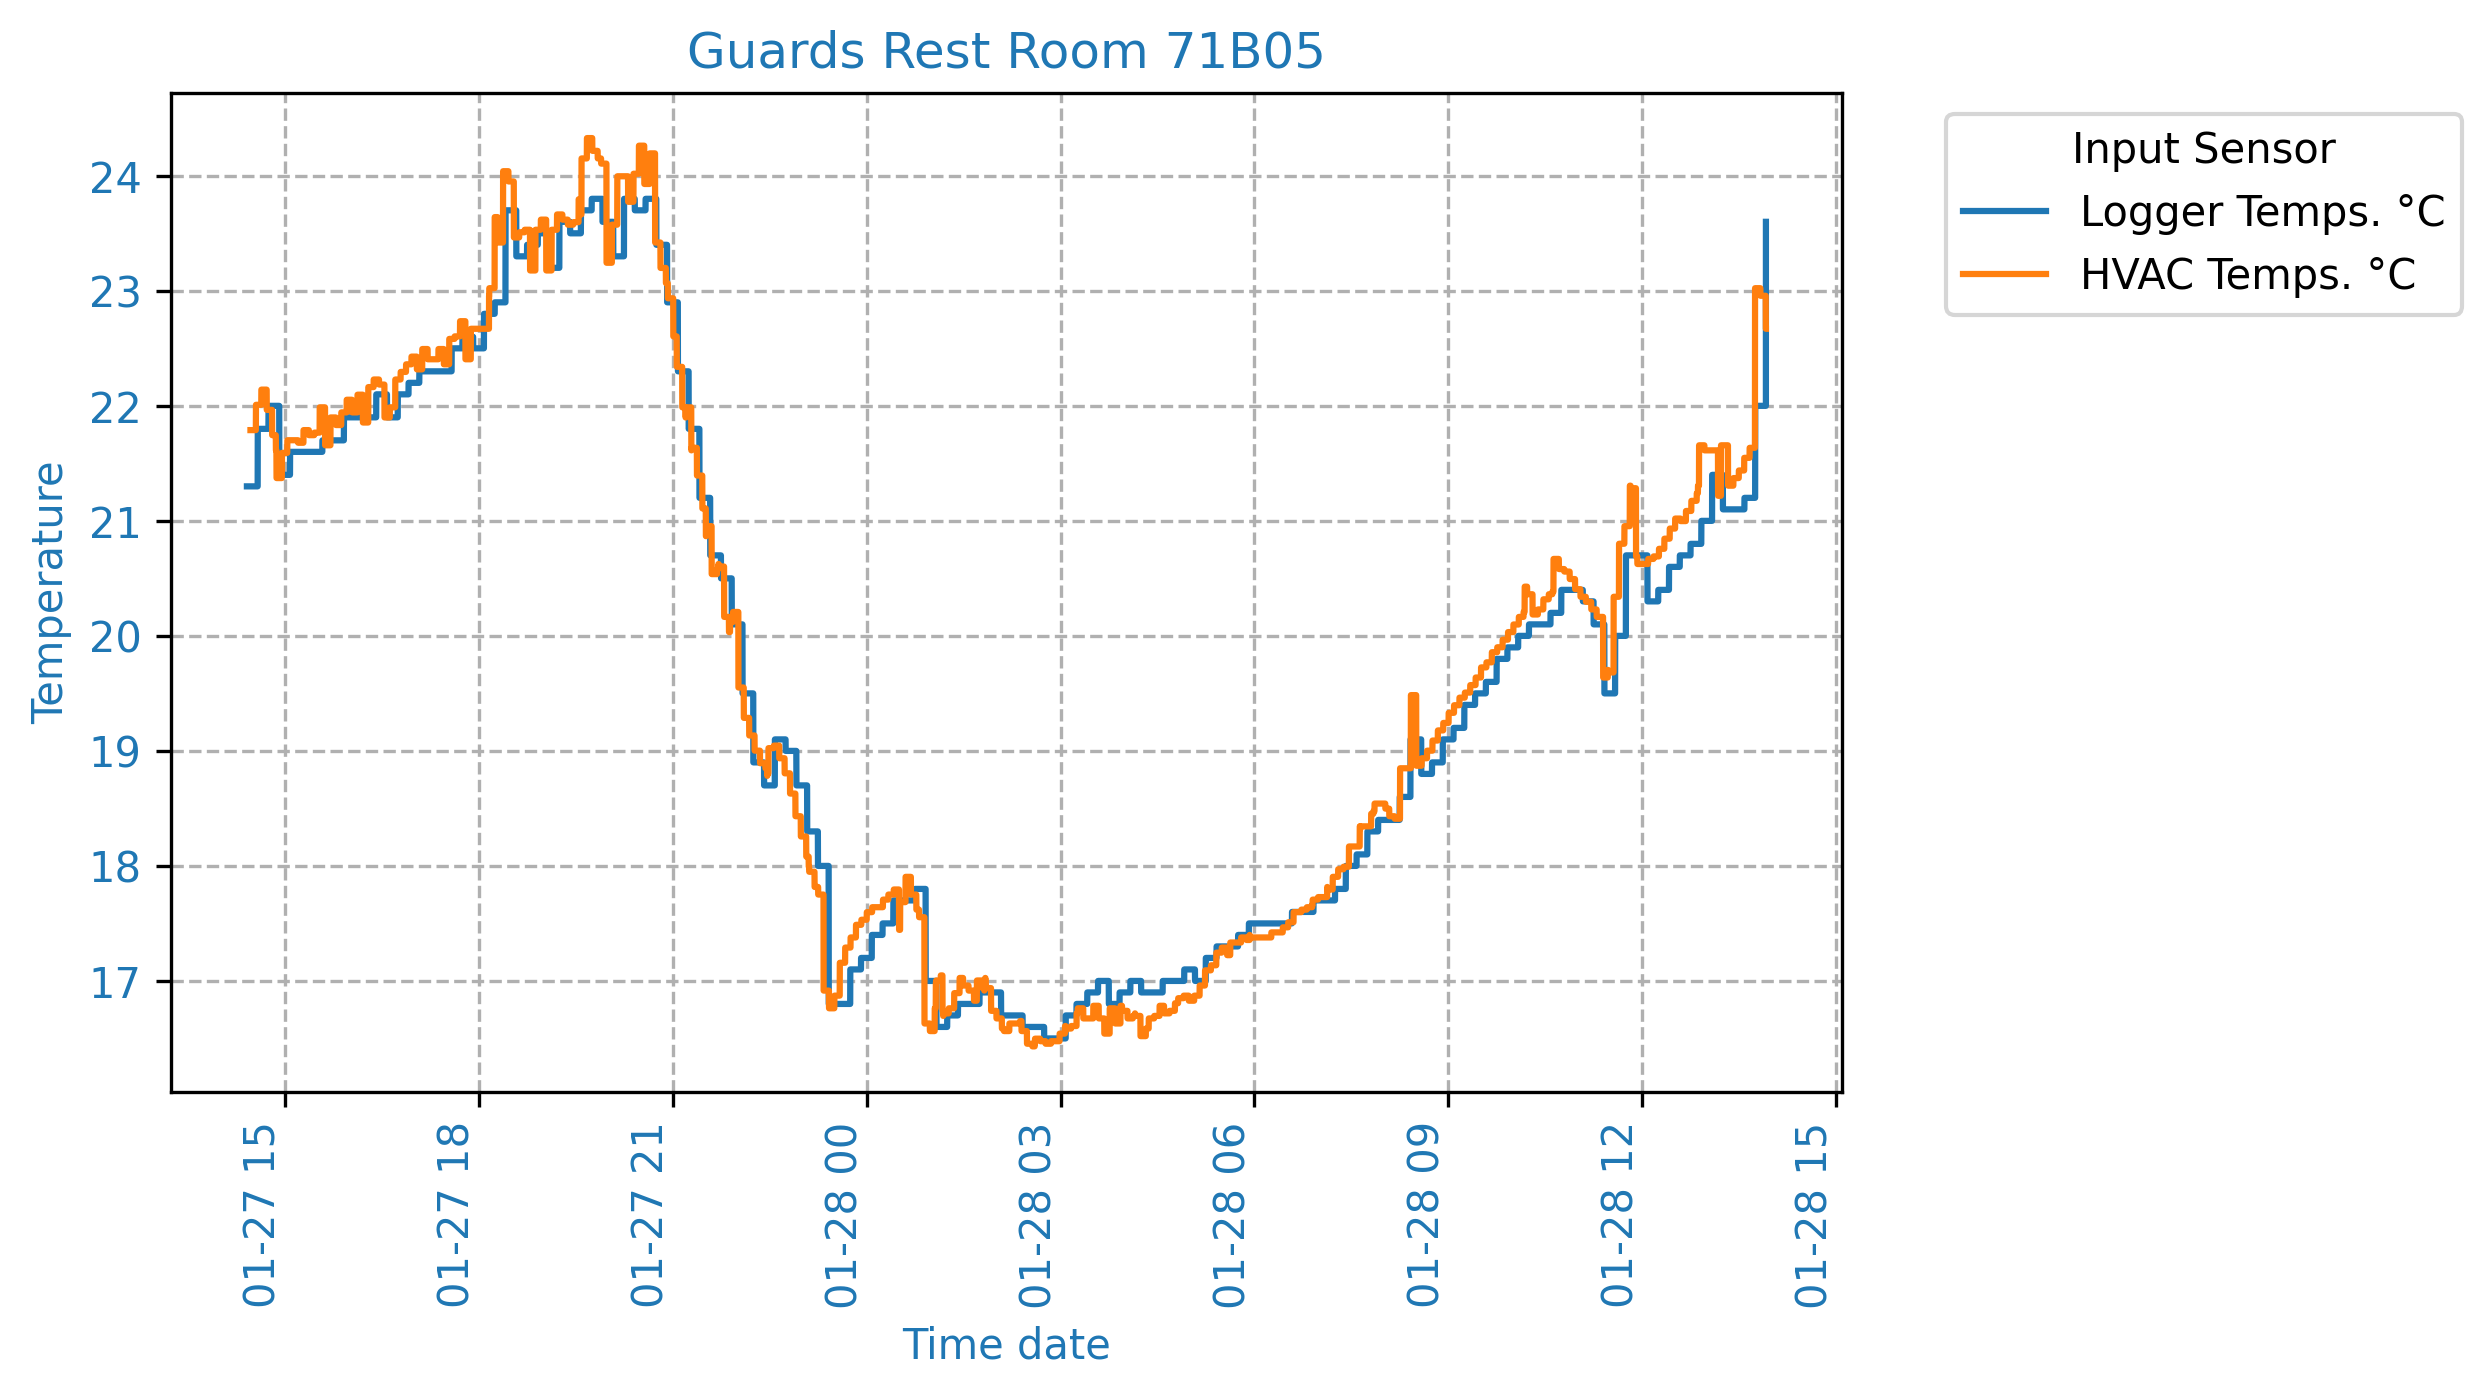 Guards Rest Room 71B05
Input Sensor
Logger Temps. °C
HVAC Temps. °C
Temperature
24
23
22
21
20
19
18
17
01-27 15
01-27 18
01-27 21
01-28 00
01-28 03
01-28 06
01-28 09
01-28 12
01-28 15
Time date